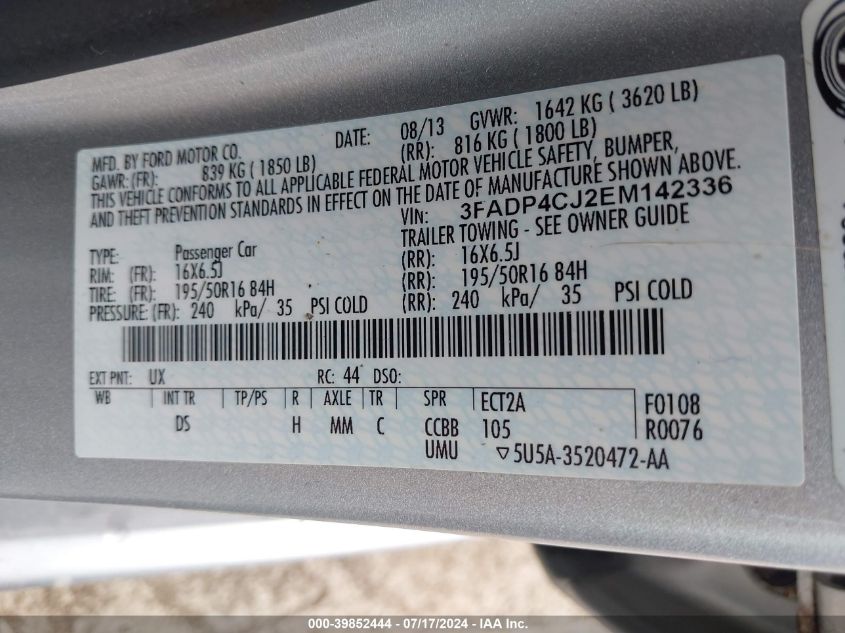 MFD. BY FORD MOTOR CO. DATE: 08/13 GVWR: 1642 KG ( 3620 LB)
GAWR: (FR): 839 KG ( 1850 LB) (RR): 816 KG ( 1800 LB)
THIS VEHICLE CONFORMS TO ALL APPLICABLE FEDERAL MOTOR VEHICLE SAFETY, BUMPER,
AND THEFT PREVENTION STANDARDS IN EFFECT ON THE DATE OF MANUFACTURE SHOWN ABOVE.
VIN: 3FADP4CJ2EM142336
TRAILER TOWING - SEE OWNER GUIDE
TYPE: Passenger Car
RIM: (FR): 16X6.5J (RR): 16X6.5J
TIRE: (FR): 195/50R16 84H (RR): 195/50R16 84H
PRESSURE: (FR): 240 kPa/ 35 PSI COLD (RR): 240 kPa/ 35 PSI COLD
EXT PNT: UX RC: 44 DSO:
WB INT TR TP/PS R AXLE TR SPR ECT2A F0108
DS H MM C CCBB 105 R0076
UMU ▽5U5A-3520472-AA
000-39852444 - 07/17/2024 - IAA Inc.